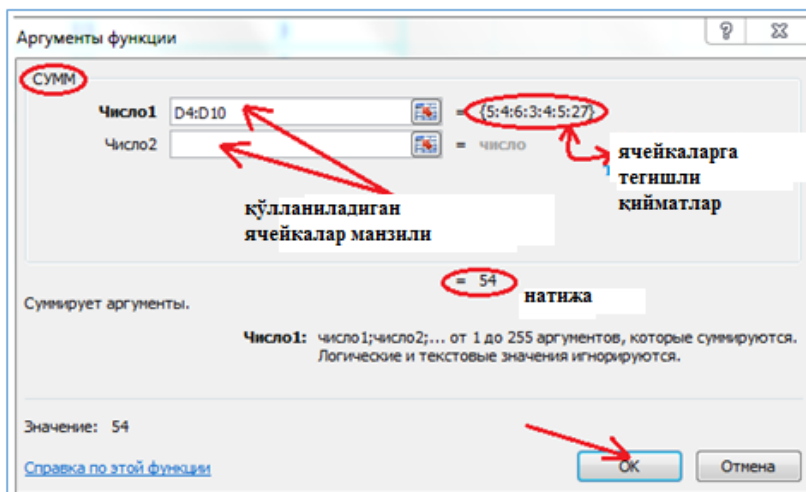 Аргументы функции
СУММ
Число1 D4:D10 = {5:4:6:3:4:5:27}
Число2 = число
ячейкаларга
тегишли
қийматлар
қўлланиладиган
ячейкалар манзили
= 54
натижа
Суммирует аргументы.
Число1: число1;число2;... от 1 до 255 аргументов, которые суммируются.
Логические и текстовые значения игнорируются.
Значение: 54
Справка по этой функции
ОК
Отмена